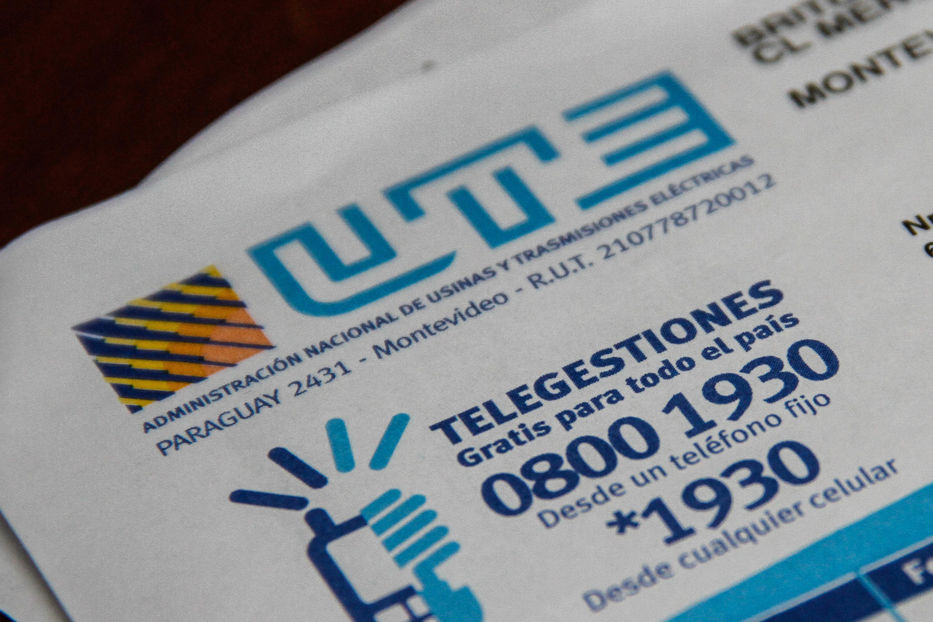 UTE
ADMINISTRACIÓN NACIONAL DE USINAS Y TRASMISIONES ELÉCTRICAS
PARAGUAY 2431 - Montevideo - R.U.T. 210778720012
TELEGESTIONES
Gratis para todo el país
0800 1930
Desde un teléfono fijo
*1930
Desde cualquier celular
CL